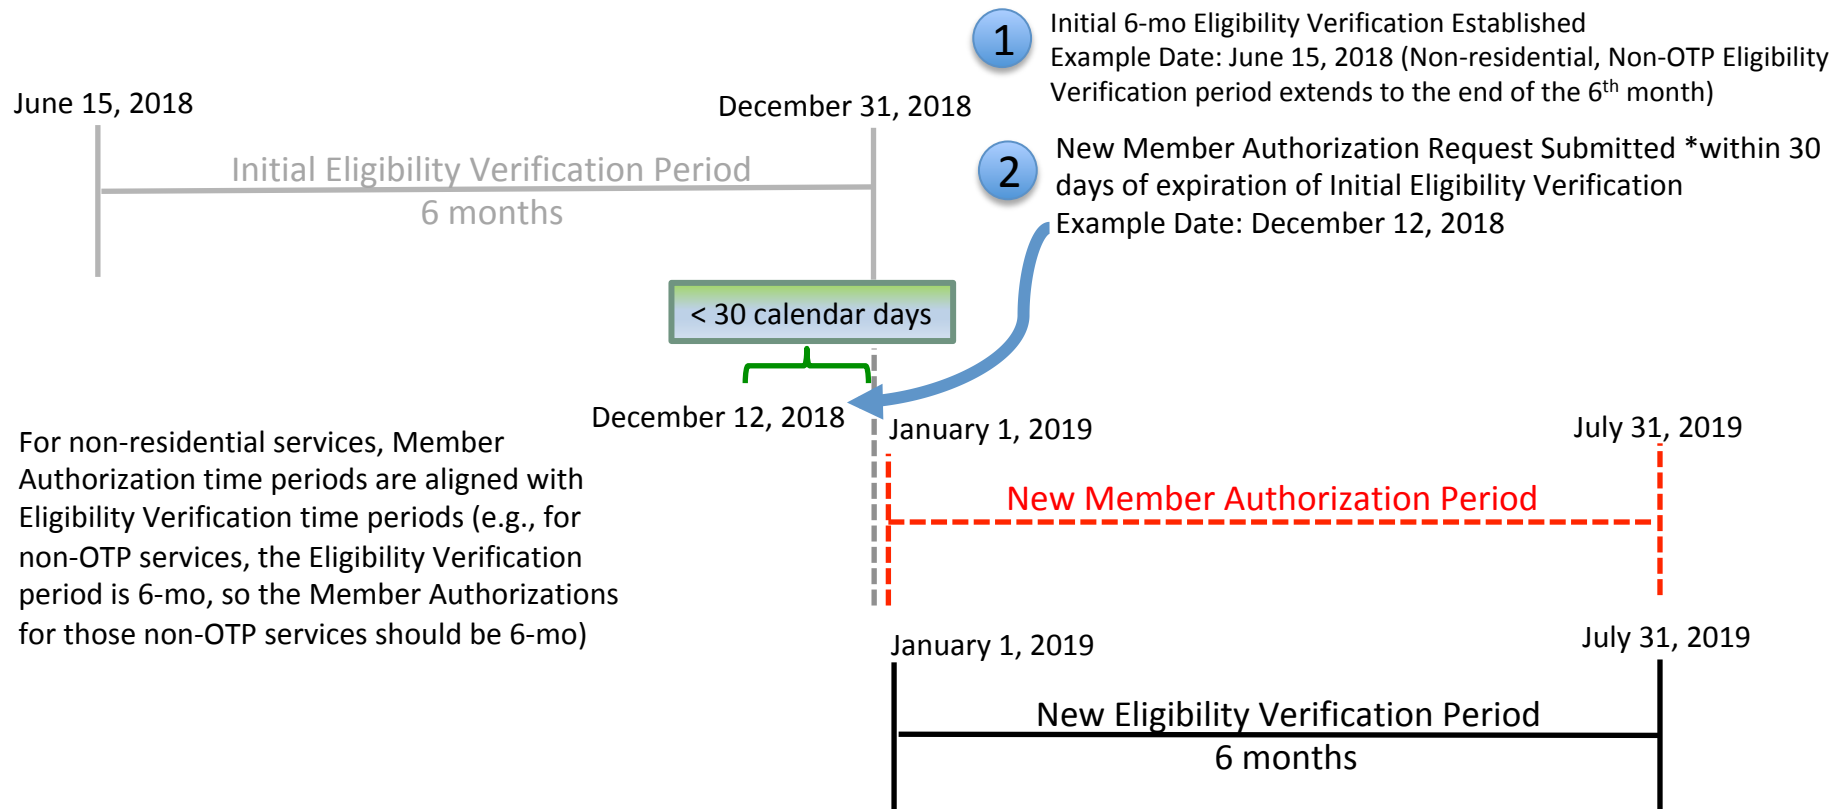 1
Initial 6-mo Eligibility Verification Established
Example Date: June 15, 2018 (Non-residential, Non-OTP Eligibility
Verification period extends to the end of the 6th month)
June 15, 2018
December 31, 2018
Initial Eligibility Verification Period
6 months
2
New Member Authorization Request Submitted *within 30
days of expiration of Initial Eligibility Verification
Example Date: December 12, 2018
< 30 calendar days
December 12, 2018
January 1, 2019
July 31, 2019
New Member Authorization Period
For non-residential services, Member
Authorization time periods are aligned with
Eligibility Verification time periods (e.g., for
non-OTP services, the Eligibility Verification
period is 6-mo, so the Member Authorizations
for those non-OTP services should be 6-mo)
January 1, 2019
July 31, 2019
New Eligibility Verification Period
6 months